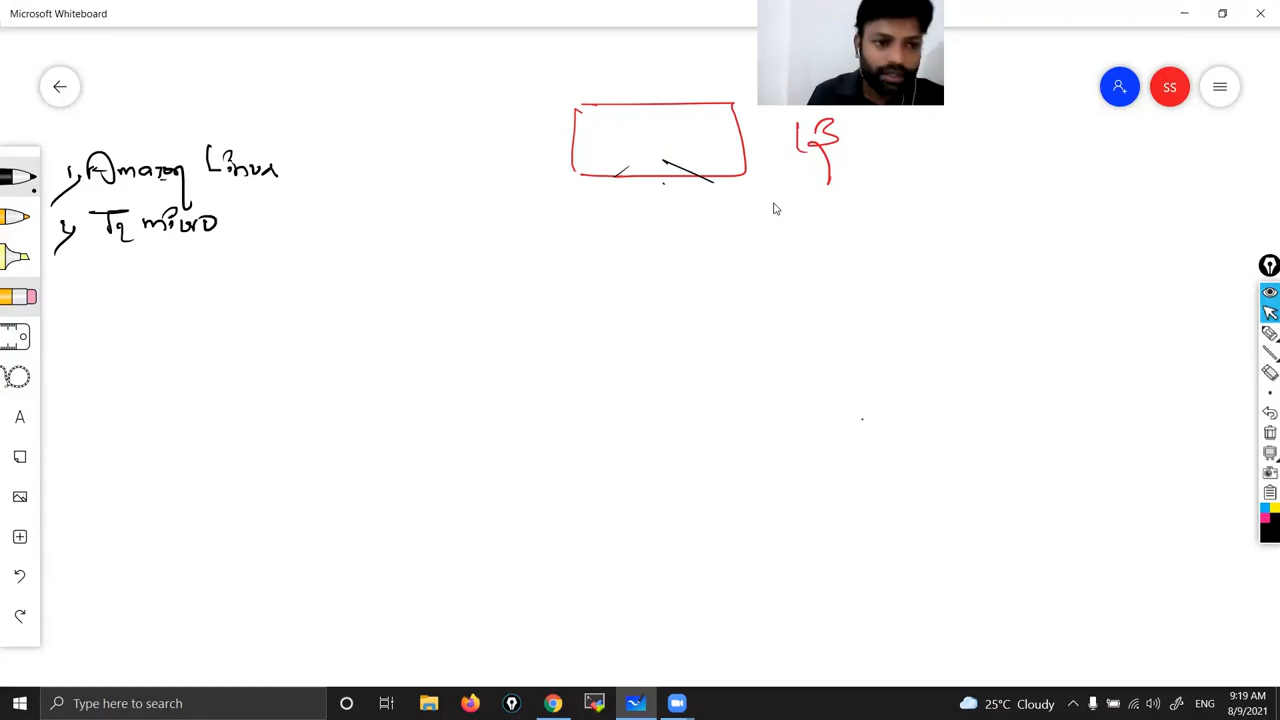 Microsoft Whiteboard
SS
1, Amazon Linux
2, T2 micro
A
Type here to search
25°C Cloudy
ENG
9:19 AM
8/9/2021